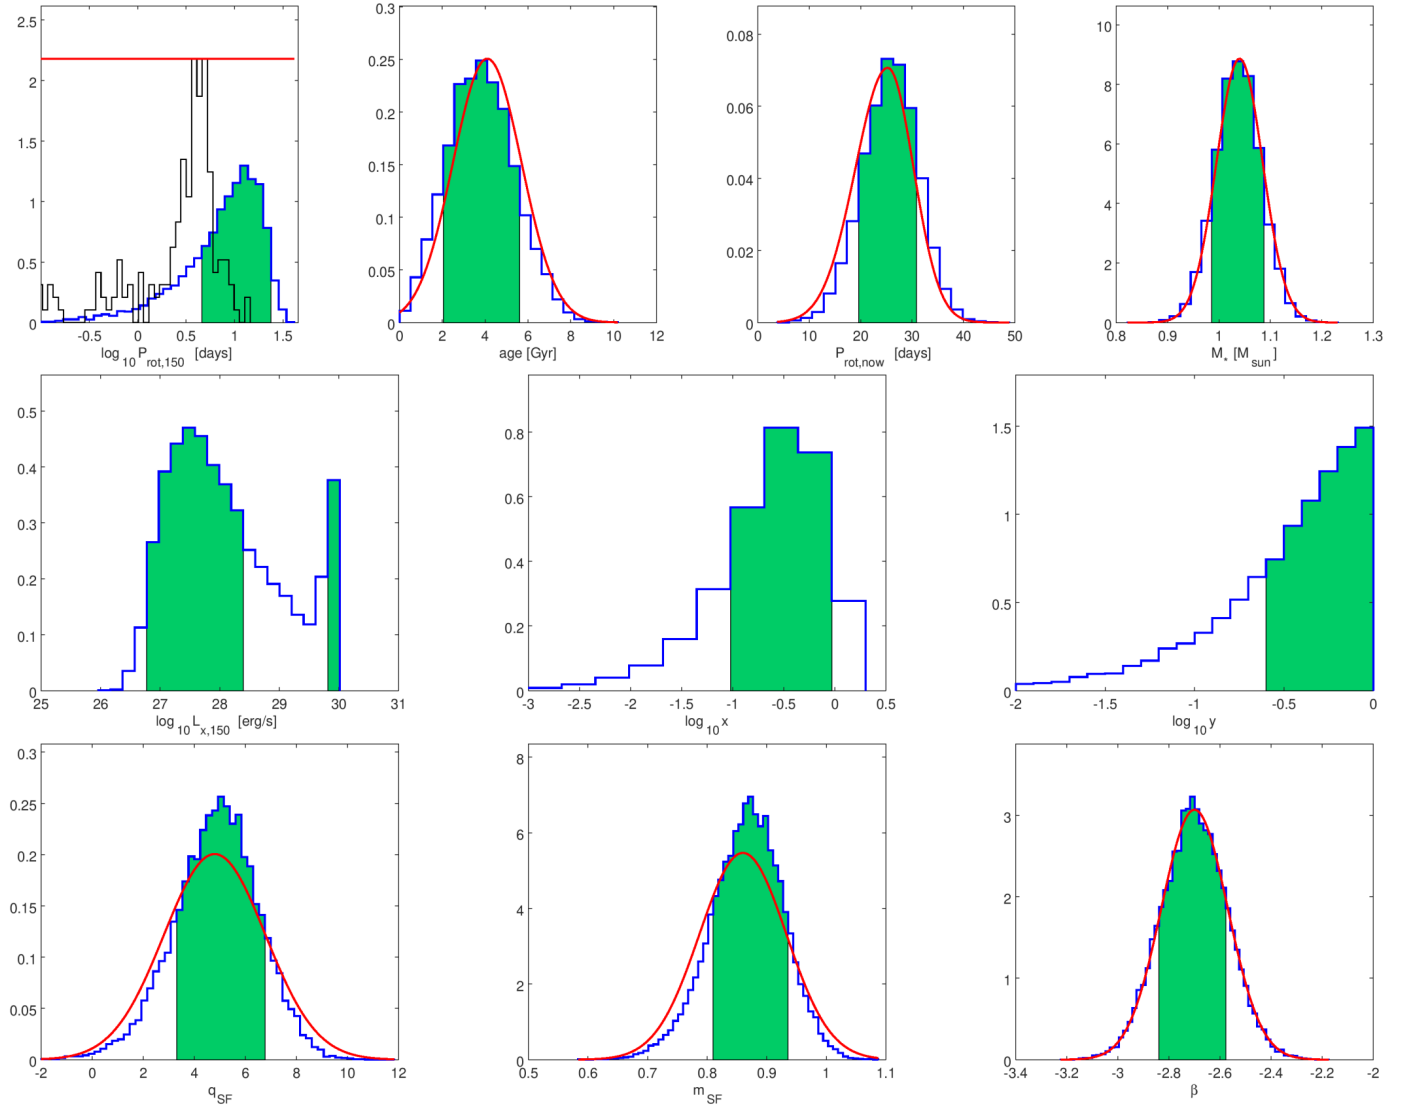 2.5
2
1.5
1
0.5
0
-0.5 0 0.5 1 1.5
log10Prot,150 [days]
0.3
0.25
0.2
0.15
0.1
0.05
0
0 2 4 6 8 10 12
age [Gyr]
0.08
0.06
0.04
0.02
0
0 10 20 30 40 50
Prot,now [days]
10
8
6
4
2
0
0.8 0.9 1 1.1 1.2 1.3
M* [Msun]
0.5
0.4
0.3
0.2
0.1
0
25 26 27 28 29 30 31
log10Lx,150 [erg/s]
0.8
0.6
0.4
0.2
0
-3 -2.5 -2 -1.5 -1 -0.5 0 0.5
log10x
1.5
1
0.5
0
-2 -1.5 -1 -0.5 0
log10y
0.3
0.25
0.2
0.15
0.1
0.05
0
-2 0 2 4 6 8 10 12
qSF
8
6
4
2
0
0.5 0.6 0.7 0.8 0.9 1 1.1
mSF
3
2
1
0
-3.4 -3.2 -3 -2.8 -2.6 -2.4 -2.2 -2
β